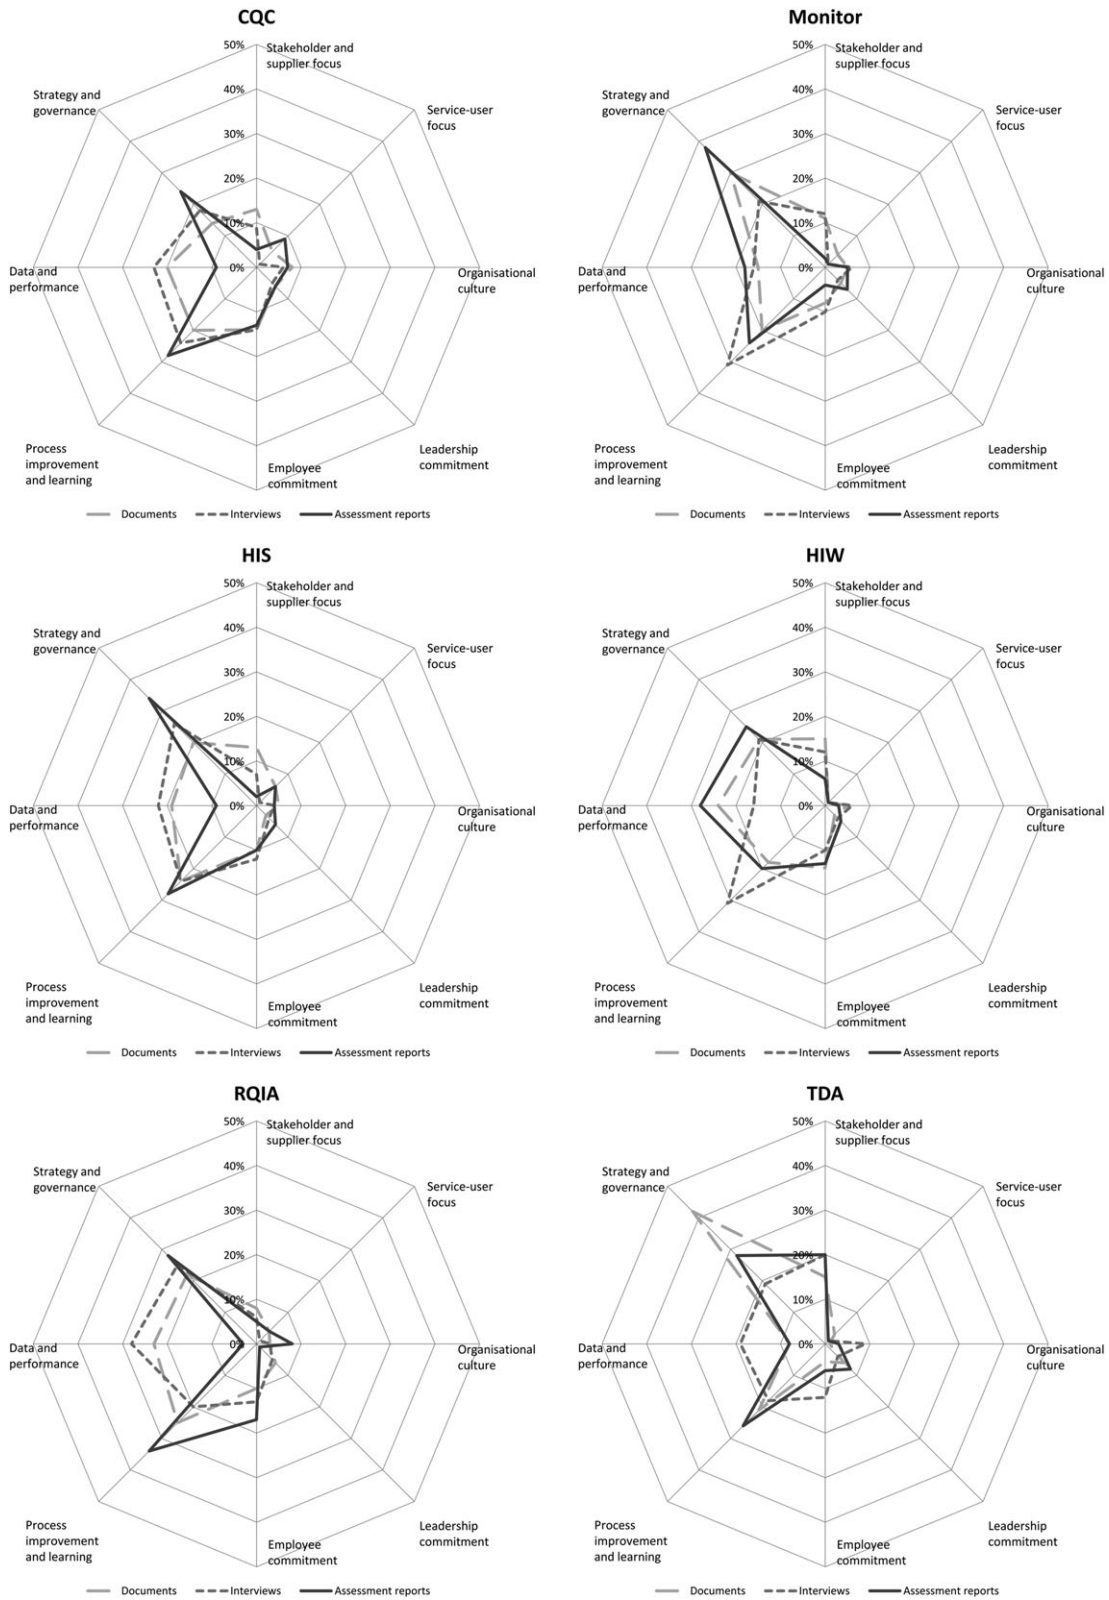 CQC
50%
Stakeholder and
supplier focus
40%
Strategy and
governance
Service-user
focus
30%
20%
10%
0%
Data and
performance
Organisational
culture
Process
improvement
and learning
Employee
commitment
Leadership
commitment
Documents Interviews Assessment reports
Monitor
50%
Stakeholder and
supplier focus
40%
Strategy and
governance
Service-user
focus
30%
20%
10%
0%
Data and
performance
Organisational
culture
Process
improvement
and learning
Employee
commitment
Leadership
commitment
Documents Interviews Assessment reports
HIS
50%
Stakeholder and
supplier focus
40%
Strategy and
governance
Service-user
focus
30%
20%
10%
0%
Data and
performance
Organisational
culture
Process
improvement
and learning
Employee
commitment
Leadership
commitment
Documents Interviews Assessment reports
HIW
50%
Stakeholder and
supplier focus
40%
Strategy and
governance
Service-user
focus
30%
20%
10%
0%
Data and
performance
Organisational
culture
Process
improvement
and learning
Employee
commitment
Leadership
commitment
Documents Interviews Assessment reports
RQIA
50%
Stakeholder and
supplier focus
40%
Strategy and
governance
Service-user
focus
30%
20%
10%
0%
Data and
performance
Organisational
culture
Process
improvement
and learning
Employee
commitment
Leadership
commitment
Documents Interviews Assessment reports
TDA
50%
Stakeholder and
supplier focus
40%
Strategy and
governance
Service-user
focus
30%
20%
10%
0%
Data and
performance
Organisational
culture
Process
improvement
and learning
Employee
commitment
Leadership
commitment
Documents Interviews Assessment reports